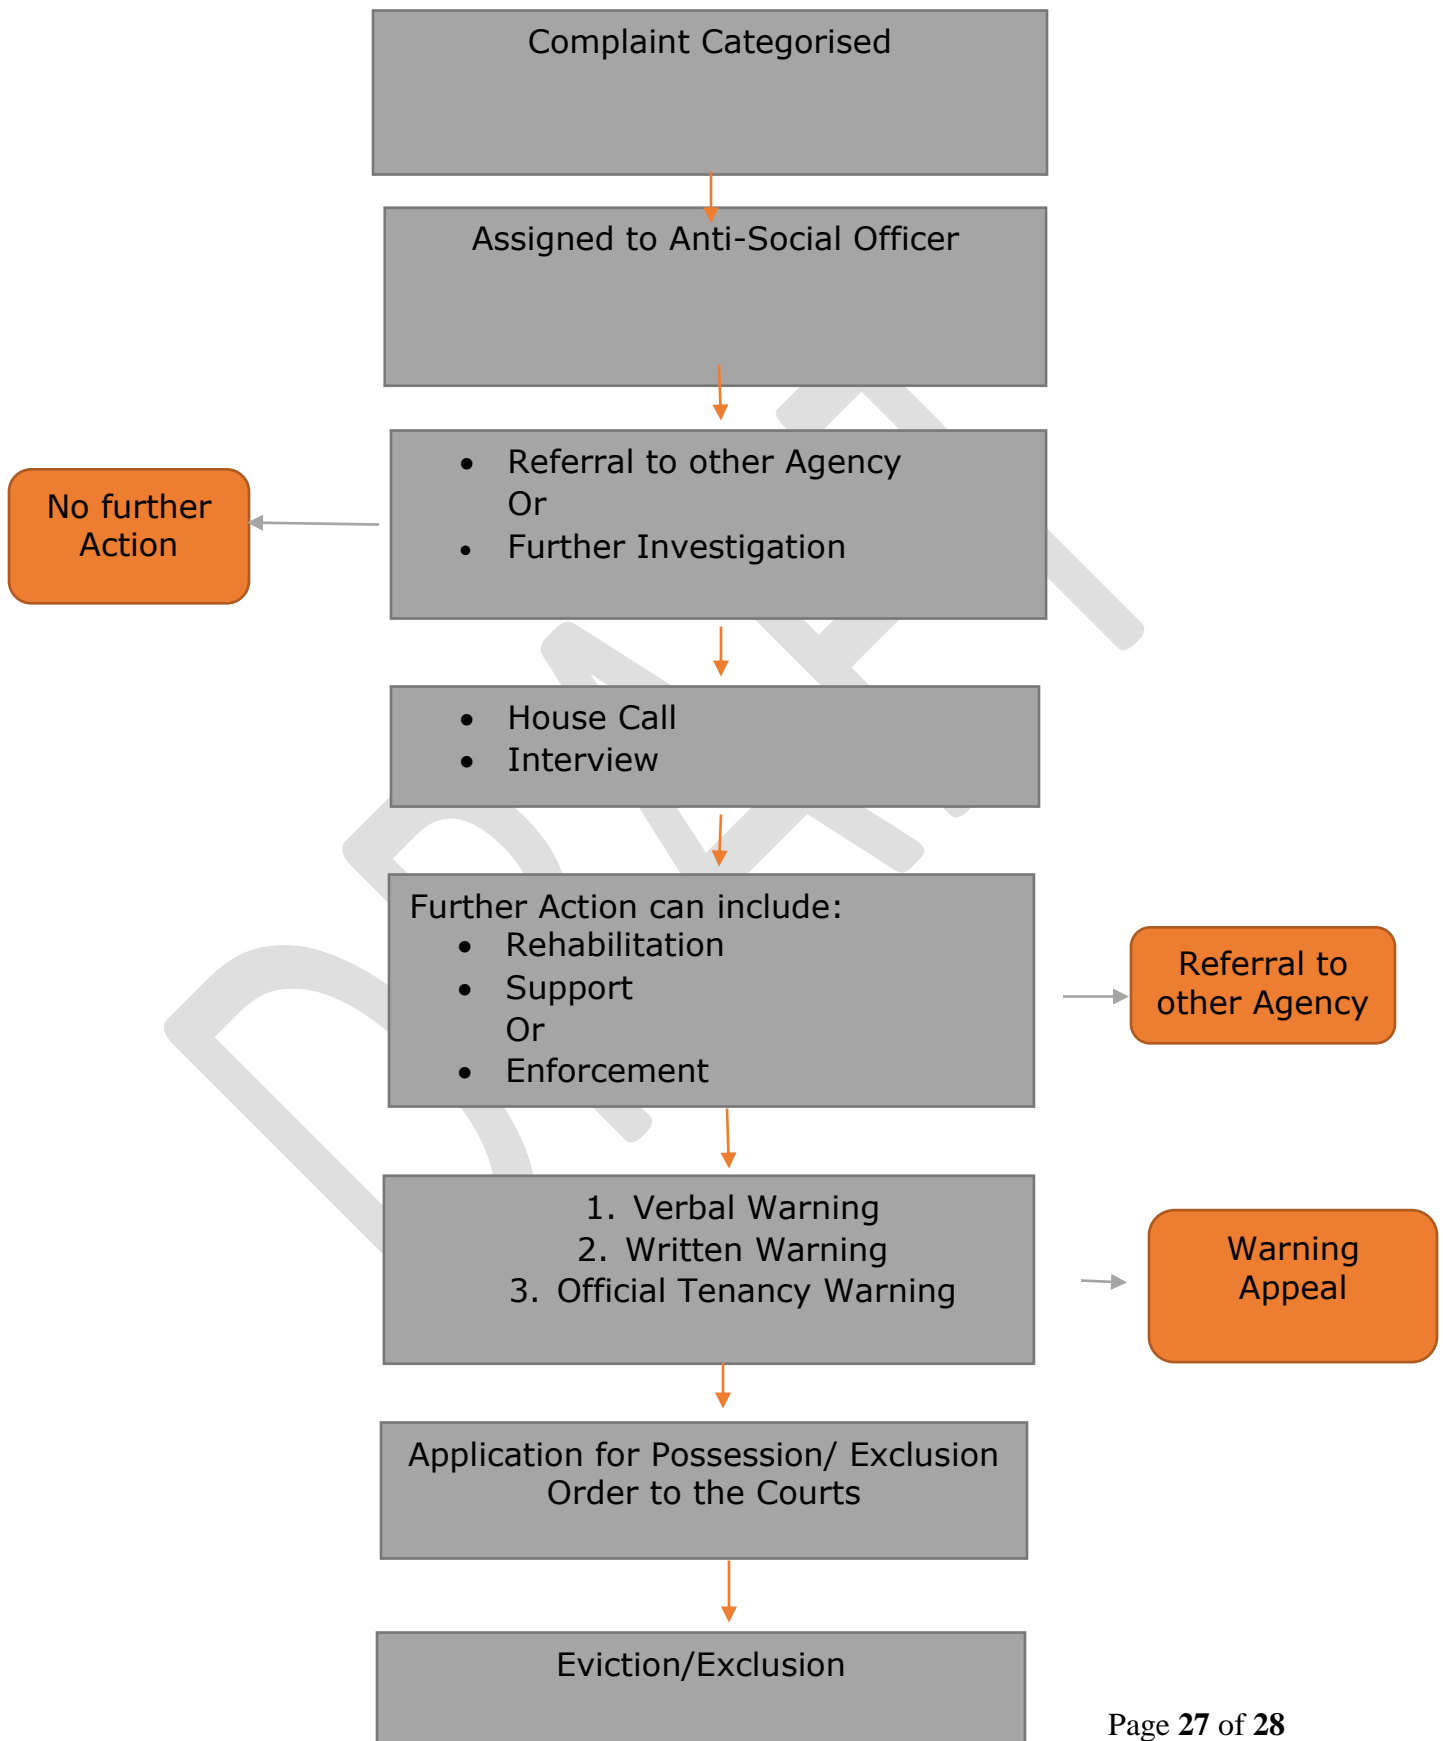 Complaint Categorised
Assigned to Anti-Social Officer
• Referral to other Agency
Or
• Further Investigation
No further
Action
• House Call
• Interview
Further Action can include:
• Rehabilitation
• Support
Or
• Enforcement
Referral to
other Agency
1. Verbal Warning
2. Written Warning
3. Official Tenancy Warning
Warning
Appeal
Application for Possession/ Exclusion
Order to the Courts
Eviction/Exclusion
DRAFT
Page 27 of 28